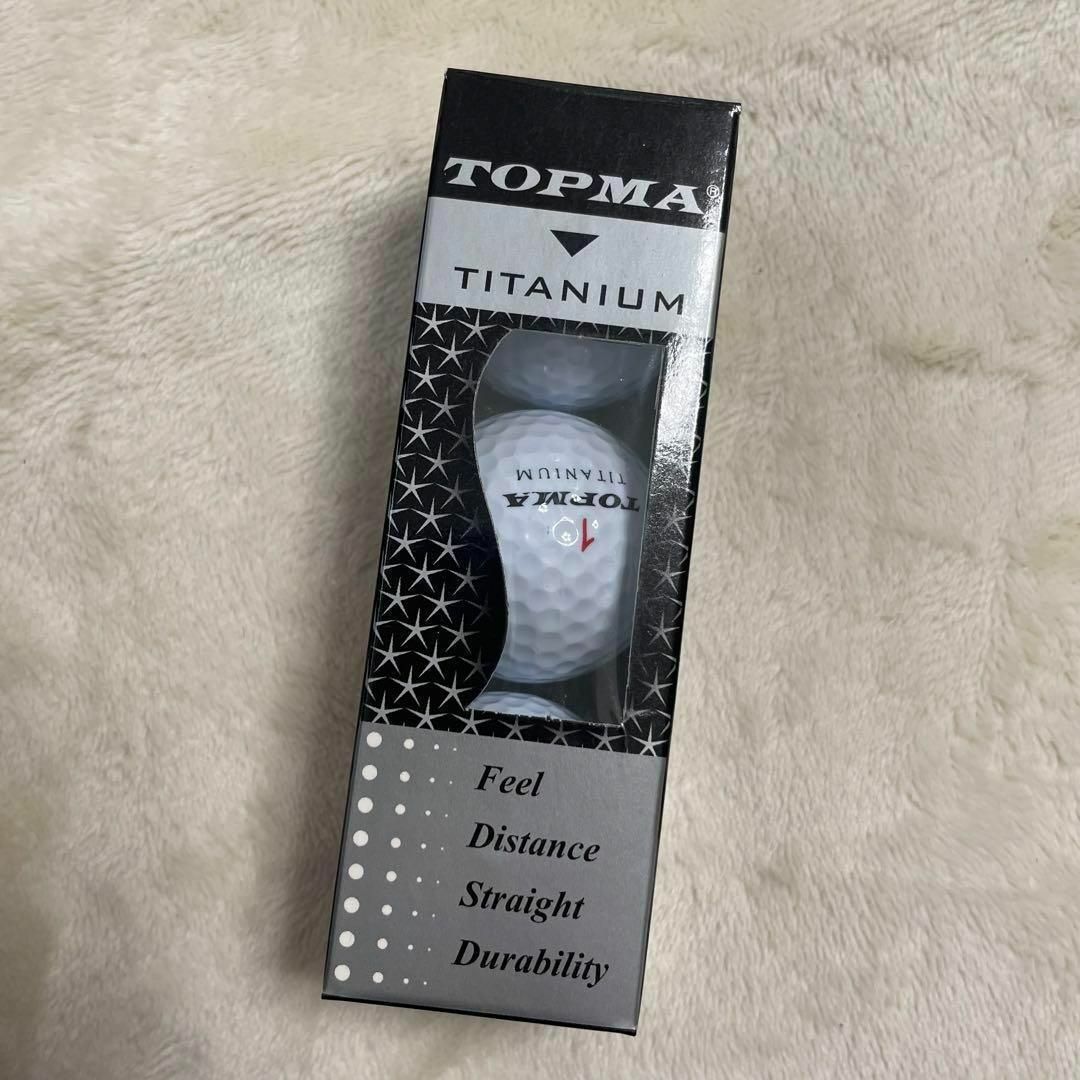 TOPMA®
TITANIUM
TITANIUM
TOPMA
1
Feel
Distance
Straight
Durability